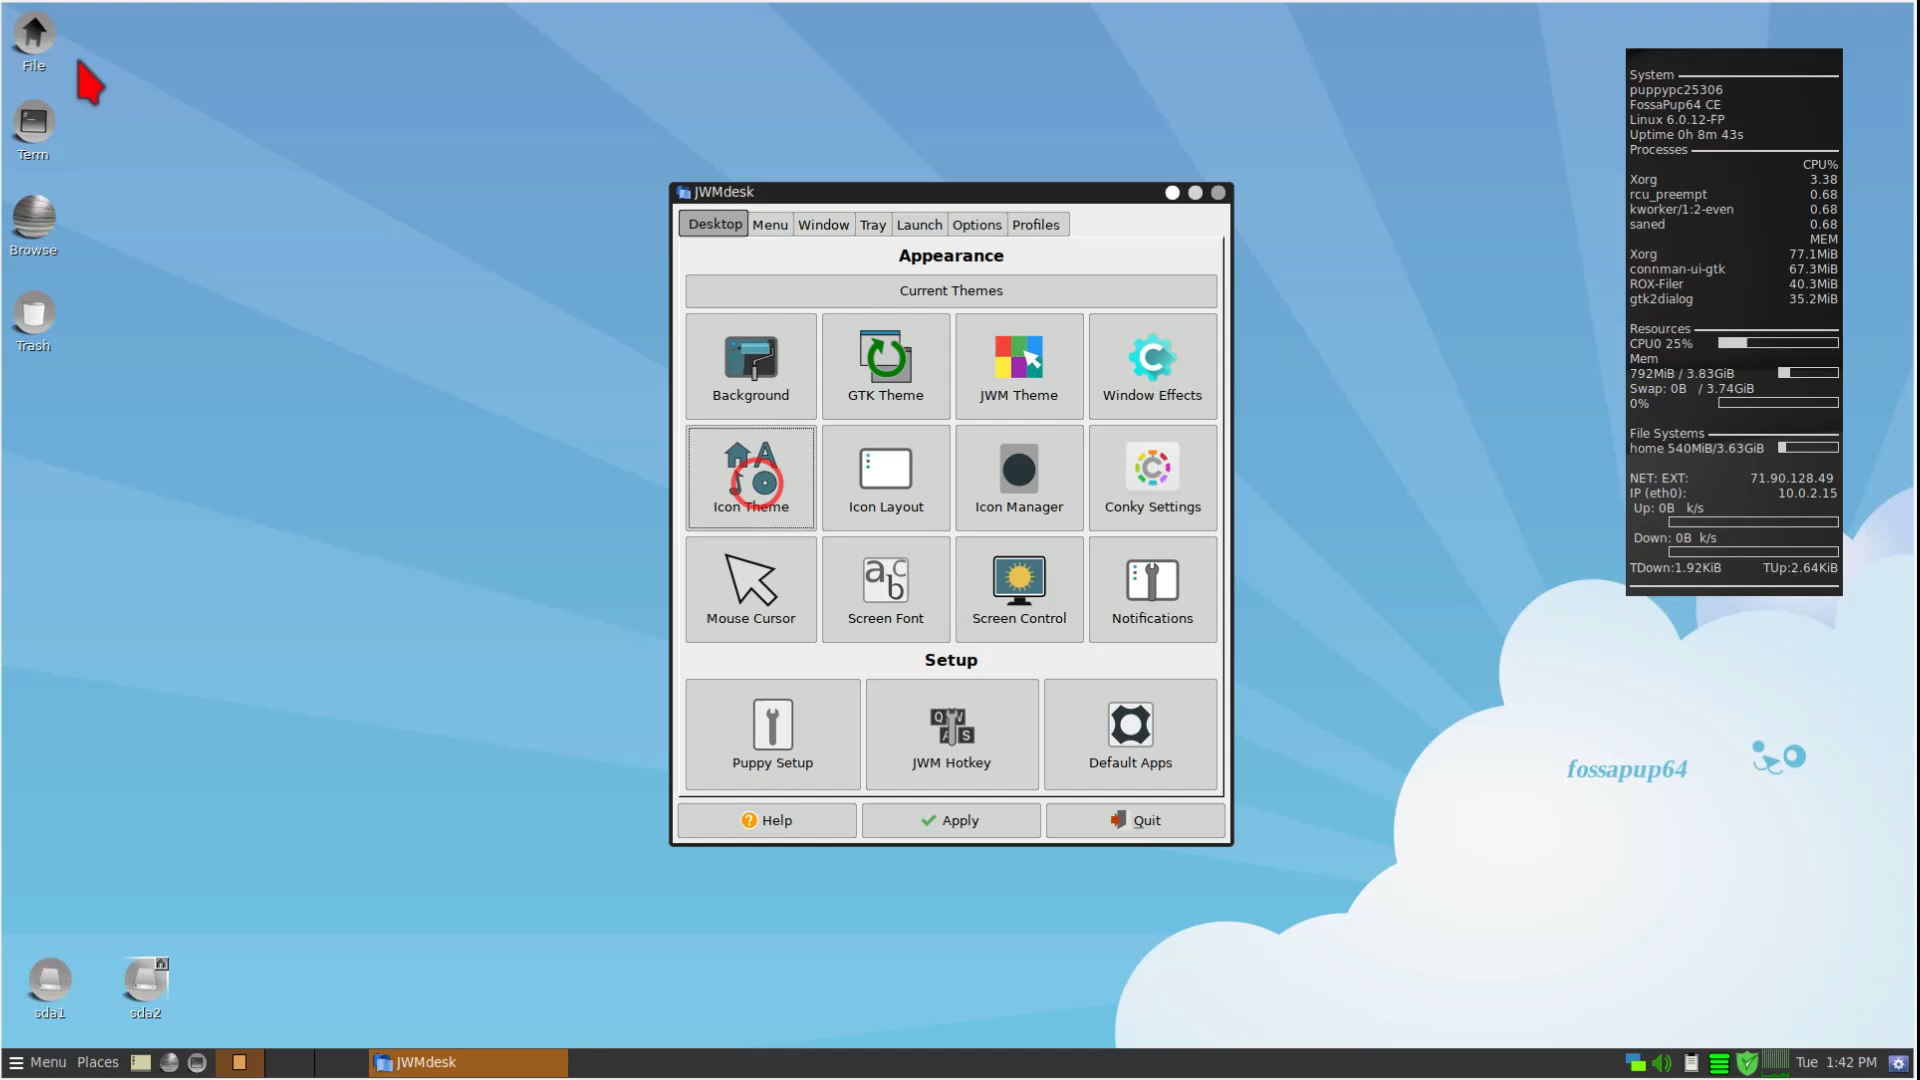 File
Term
Browse
Trash
sda1
sda2
JWMdesk
Desktop Menu Window Tray Launch Options Profiles
Appearance
Current Themes
Background GTK Theme JWM Theme Window Effects
Icon Theme Icon Layout Icon Manager Conky Settings
Mouse Cursor Screen Font Screen Control Notifications
Setup
Puppy Setup JWM Hotkey Default Apps
Help Apply Quit
System
puppypc25306
FossaPup64 CE
Linux 6.0.12-FP
Uptime 0h 8m 43s
Processes
CPU%
Xorg 3.38
rcu_preempt 0.68
kworker/1:2-even 0.68
saned 0.68
MEM
Xorg 77.1MiB
connman-ui-gtk 67.3MiB
ROX-Filer 40.3MiB
gtk2dialog 35.2MiB
Resources
CPU0 25%
Mem
792MiB / 3.83GiB
Swap: 0B / 3.74GiB
0%
File Systems
home 540MiB/3.63GiB
NET: EXT: 71.90.128.49
IP (eth0): 10.0.2.15
Up: 0B k/s
Down: 0B k/s
TDown:1.92KiB TUp:2.64KiB
fossapup64
Menu Places JWMdesk Tue 1:42 PM